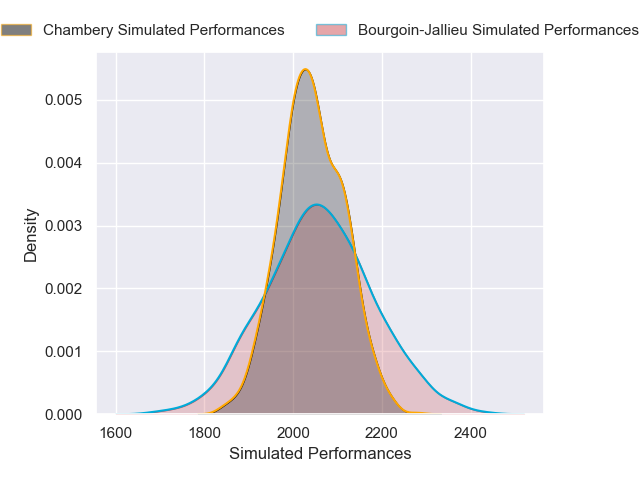 Chambery Simulated Performances
Bourgoin-Jallieu Simulated Performances
0.005
0.004
0.003
0.002
0.001
0.000
Density
1600 1800 2000 2200 2400
Simulated Performances